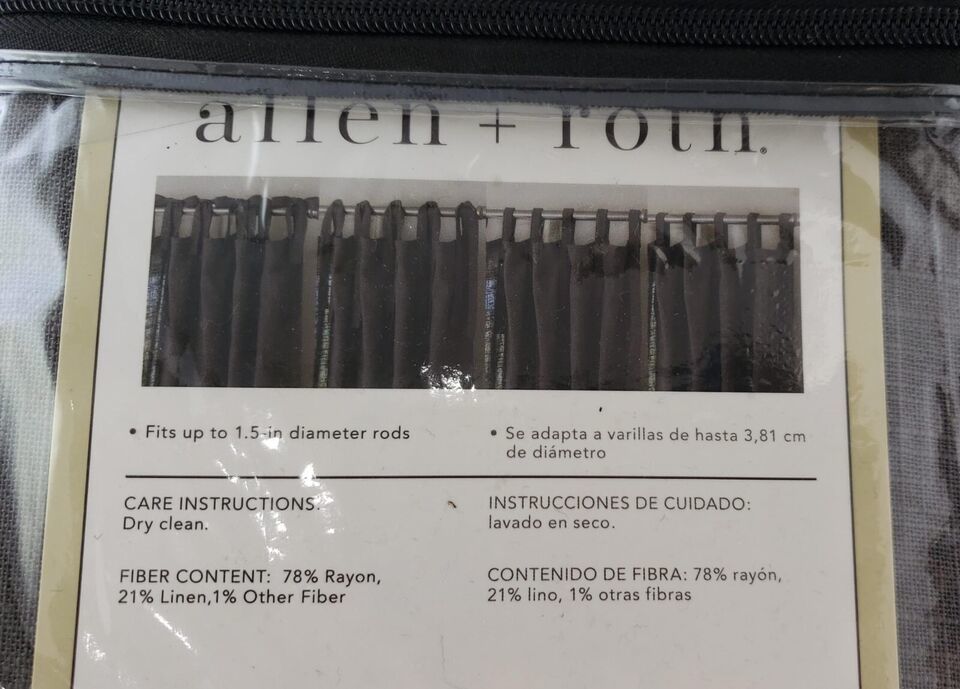 allen + roth®
• Fits up to 1.5-in diameter rods
• Se adapta a varillas de hasta 3,81 cm
de diámetro
CARE INSTRUCTIONS:
Dry clean.
INSTRUCCIONES DE CUIDADO:
lavado en seco.
FIBER CONTENT: 78% Rayon,
21% Linen,1% Other Fiber
CONTENIDO DE FIBRA: 78% rayón,
21% lino, 1% otras fibras